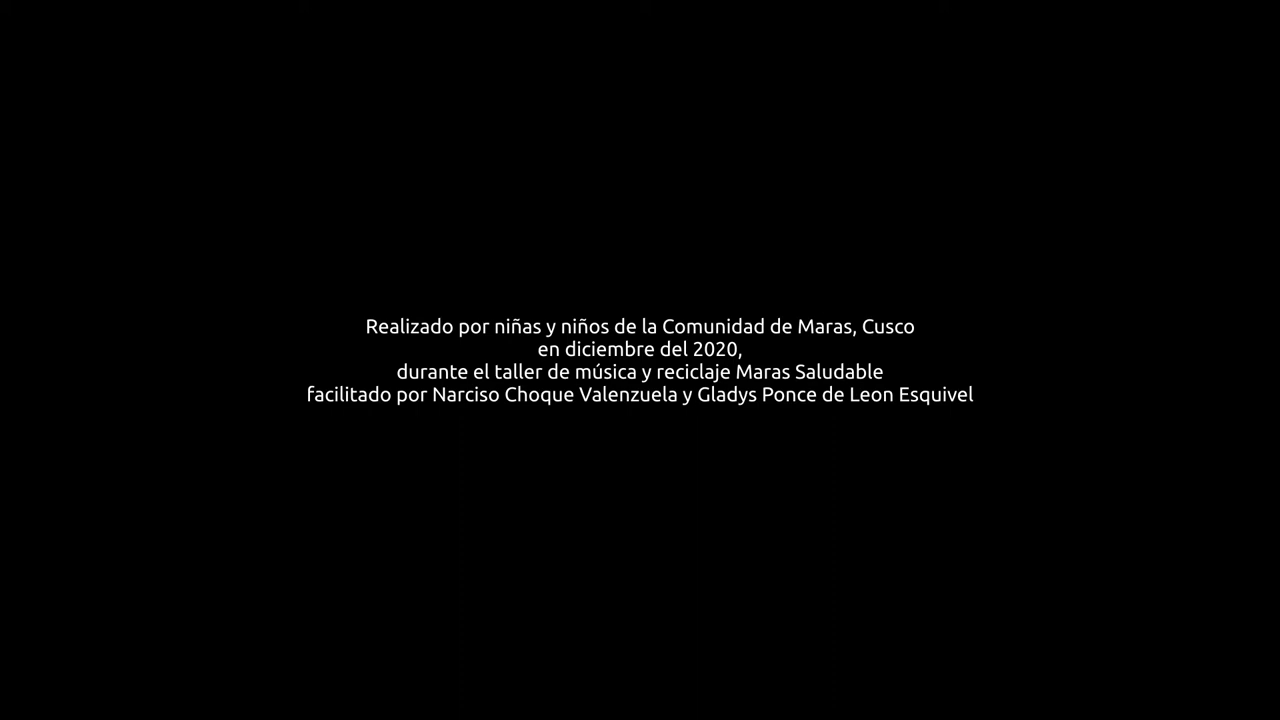 Realizado por niñas y niños de la Comunidad de Maras, Cusco
en diciembre del 2020,
durante el taller de música y reciclaje Maras Saludable
facilitado por Narciso Choque Valenzuela y Gladys Ponce de Leon Esquivel